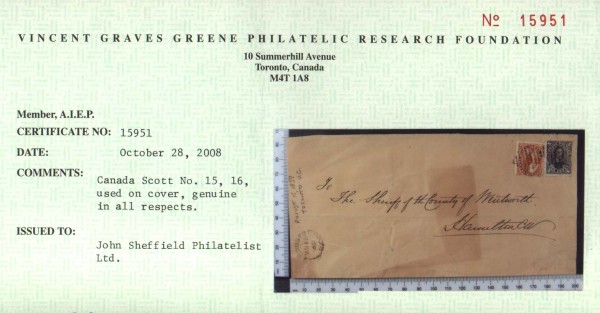 No 15951
VINCENT GRAVES GREENE PHILATELIC RESEARCH FOUNDATION
10 Summerhill Avenue
Toronto, Canada
M4T 1A8
Member, A.I.E.P.
CERTIFICATE NO: 15951
DATE: October 28, 2008
COMMENTS: Canada Scott No. 15, 16,
used on cover, genuine
in all respects.
ISSUED TO:
John Sheffield Philatelist
Ltd.
To
The Sheriff of the County of Wentworth
Hamilton CW